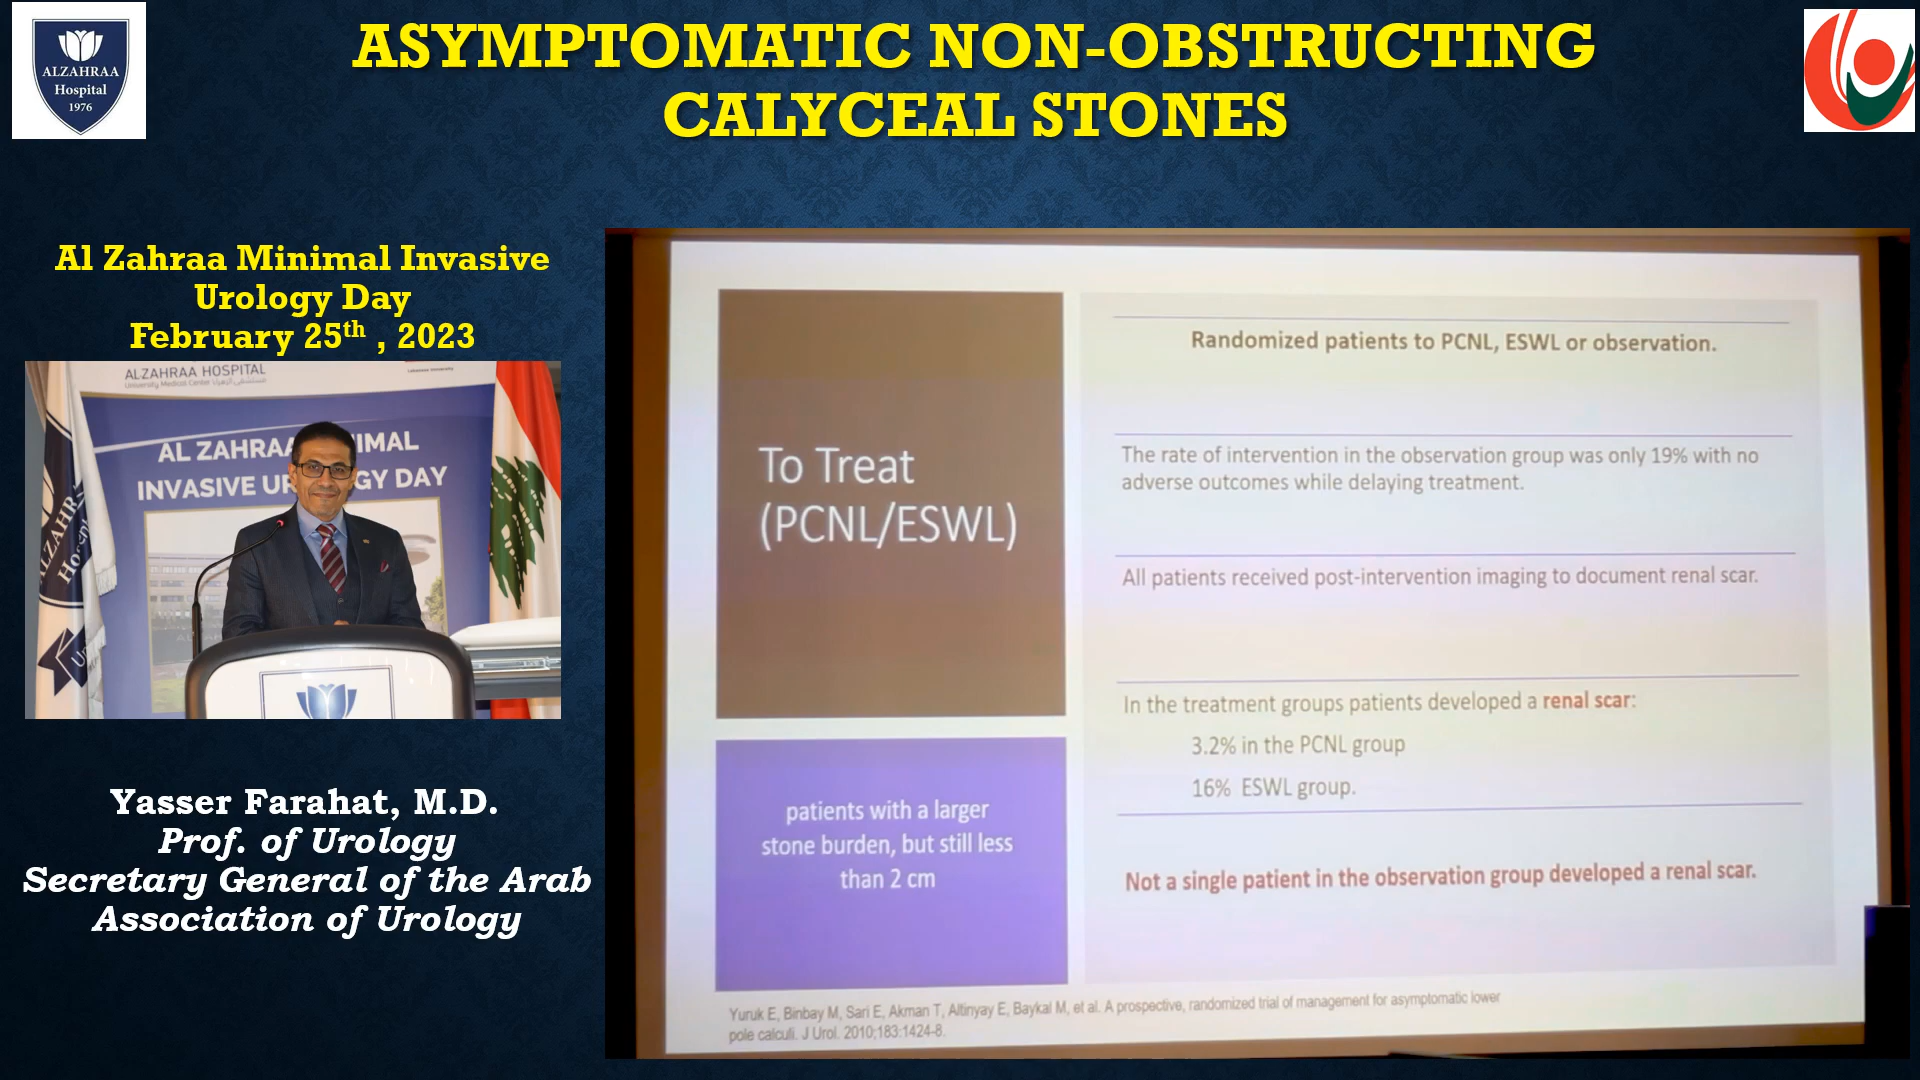 ALZAHRAA
Hospital
1976
ASYMPTOMATIC NON-OBSTRUCTING
CALYCEAL STONES
Al Zahraa Minimal Invasive
Urology Day
February 25th , 2023
ALZAHRAA HOSPITAL
University Medical Center
AL ZAHRAA MINIMAL
INVASIVE UR GY DAY
Yasser Farahat, M.D.
Prof. of Urology
Secretary General of the Arab
Association of Urology
To Treat
(PCNL/ESWL)
patients with a larger
stone burden, but still less
than 2 cm
Randomized patients to PCNL, ESWL or observation.
The rate of intervention in the observation group was only 19% with no
adverse outcomes while delaying treatment.
All patients received post-intervention imaging to document renal scar.
In the treatment groups patients developed a renal scar:
3.2% in the PCNL group
16% ESWL group.
Not a single patient in the observation group developed a renal scar.
Yuruk E, Binbay M, Sari E, Akman T, Altinyay E, Baykal M, et al. A prospective, randomized trial of management for asymptomatic lower
pole calculi. J Urol. 2010;183:1424-8.